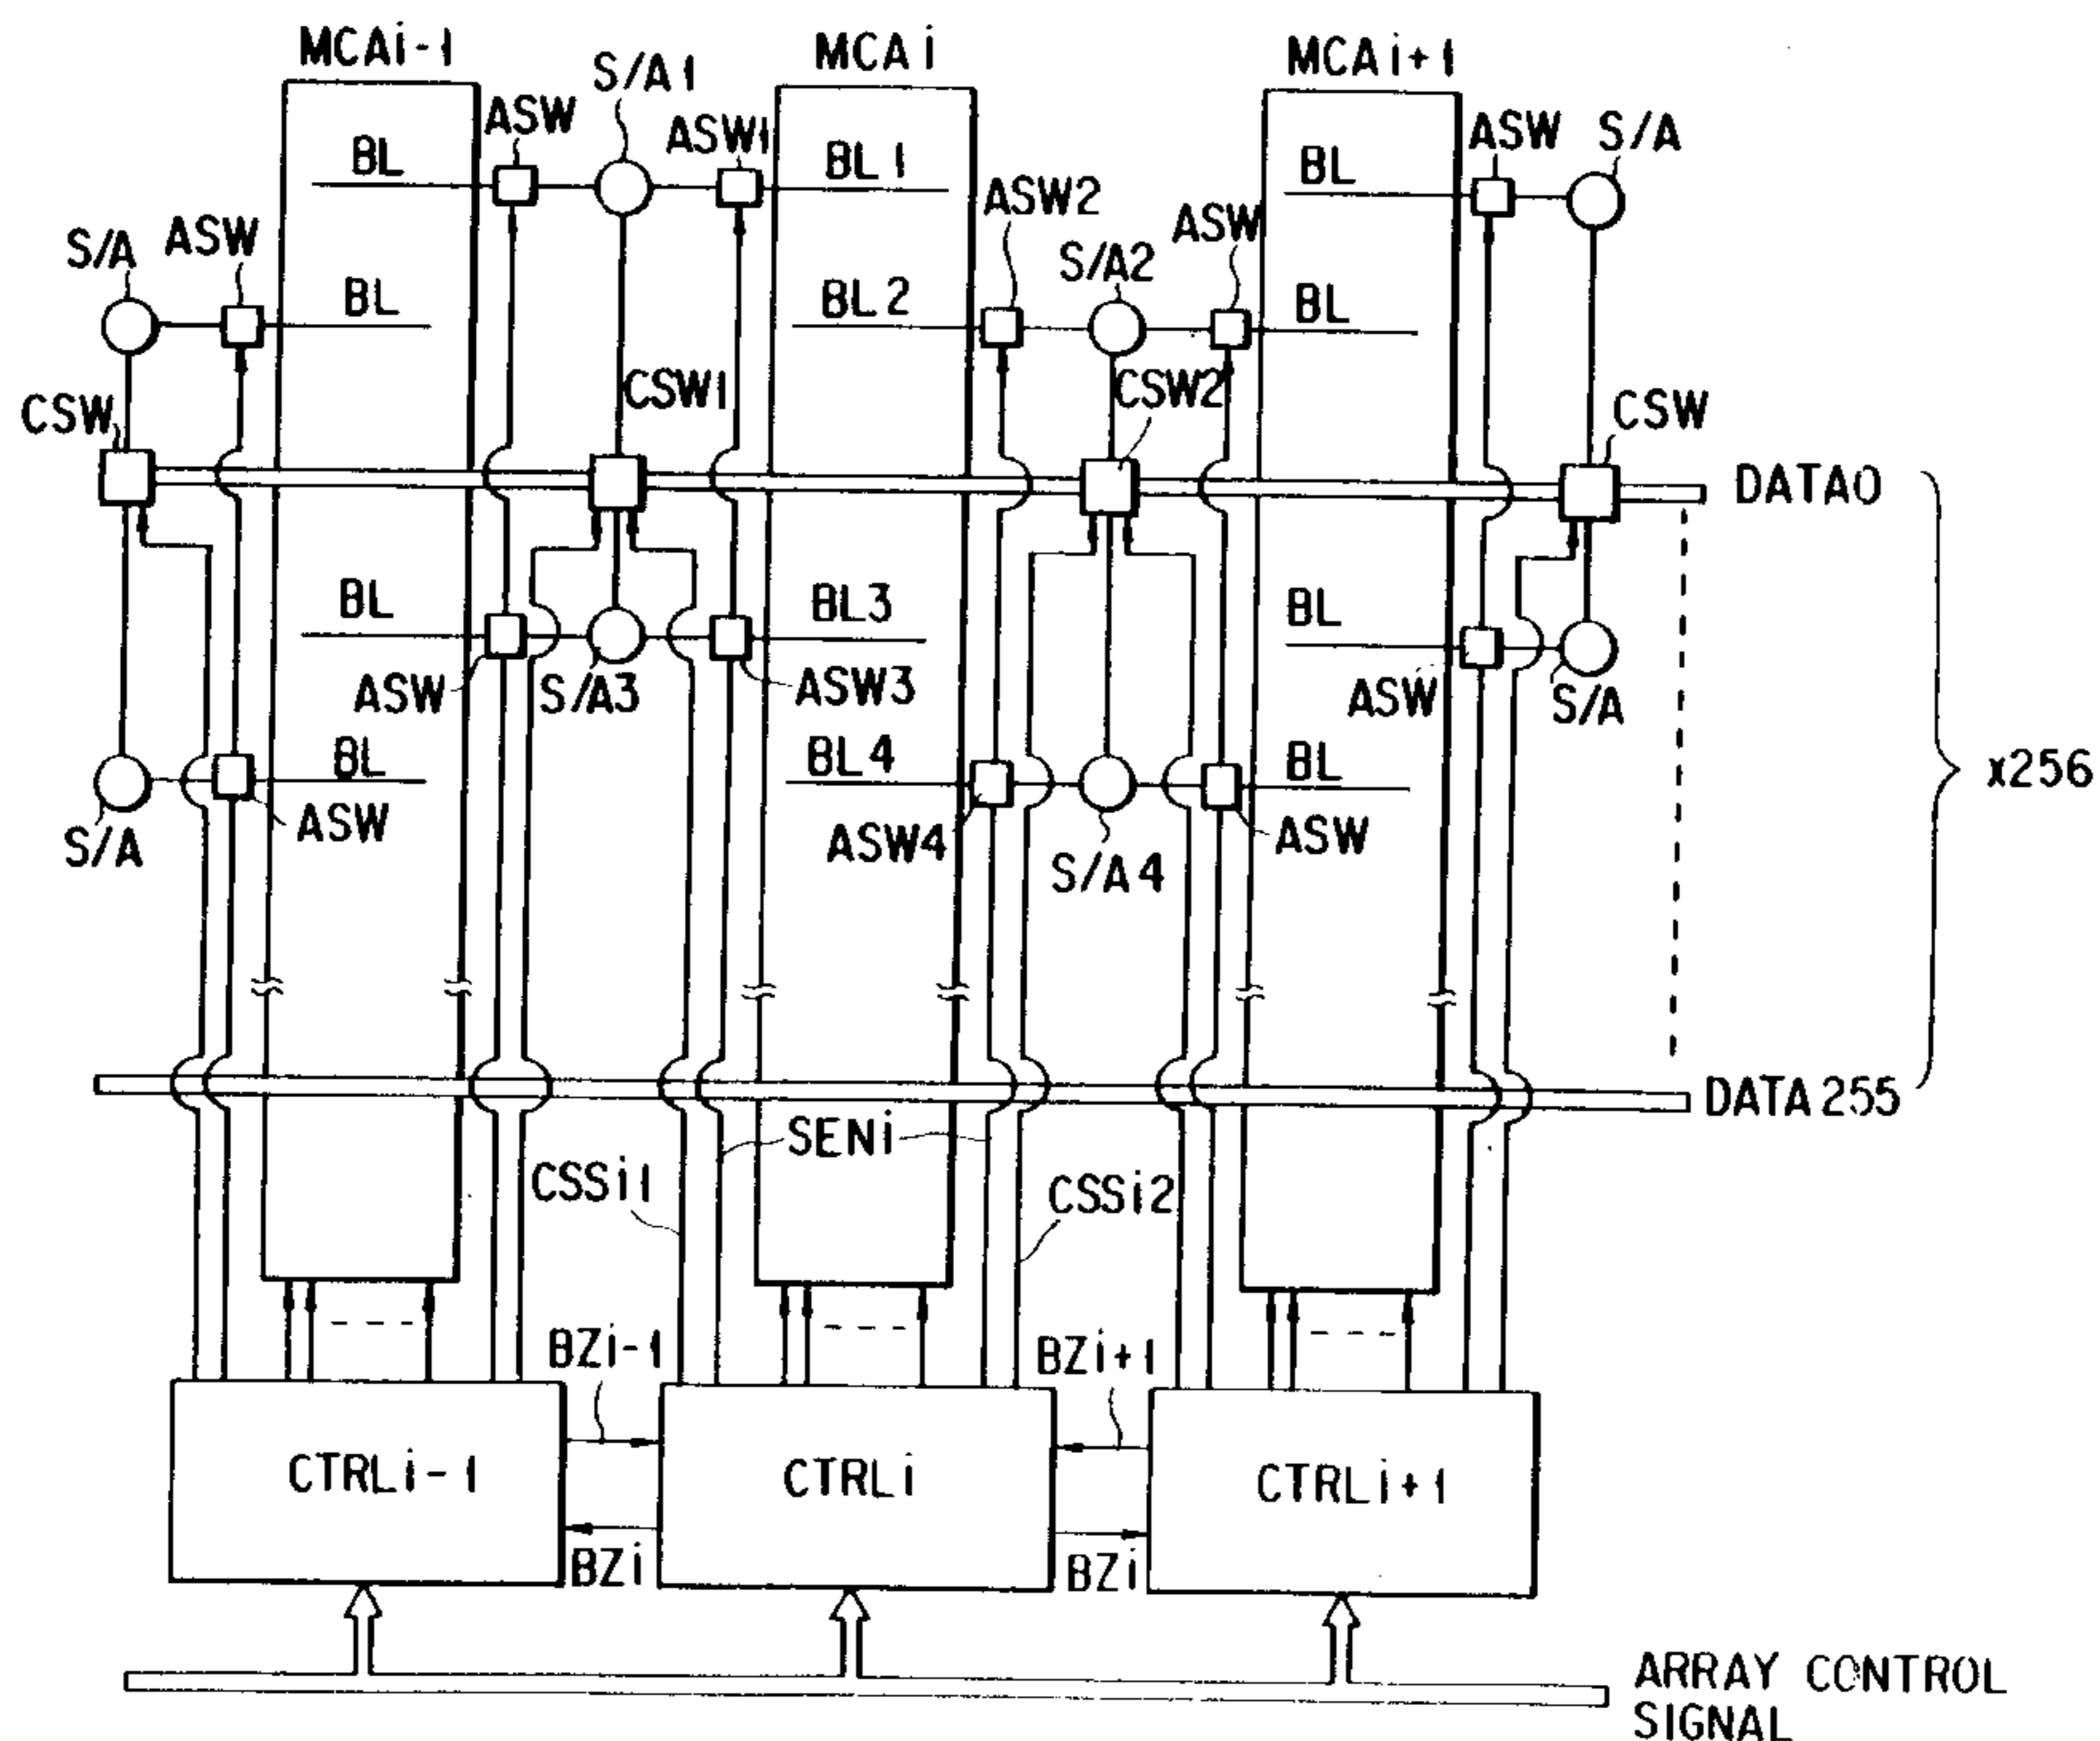 MCAi-1
MCAi
MCAi+1
S/A1
ASW
ASW1
ASW
S/A
BL
BL1
BL
ASW2
S/A
ASW
S/A2
ASW
BL
BL2
BL
CSW
CSW1
CSW2
CSW
DATA0
BL
BL3
BL
ASW
S/A3
ASW3
ASW
S/A
BL
BL4
BL
x256
S/A
ASW
ASW4
S/A4
ASW
DATA255
SENi
CSSi1
CSSi2
BZi-1
BZi+1
CTRLi-1
CTRLi
CTRLi+1
BZi
BZi
ARRAY CONTROL
SIGNAL